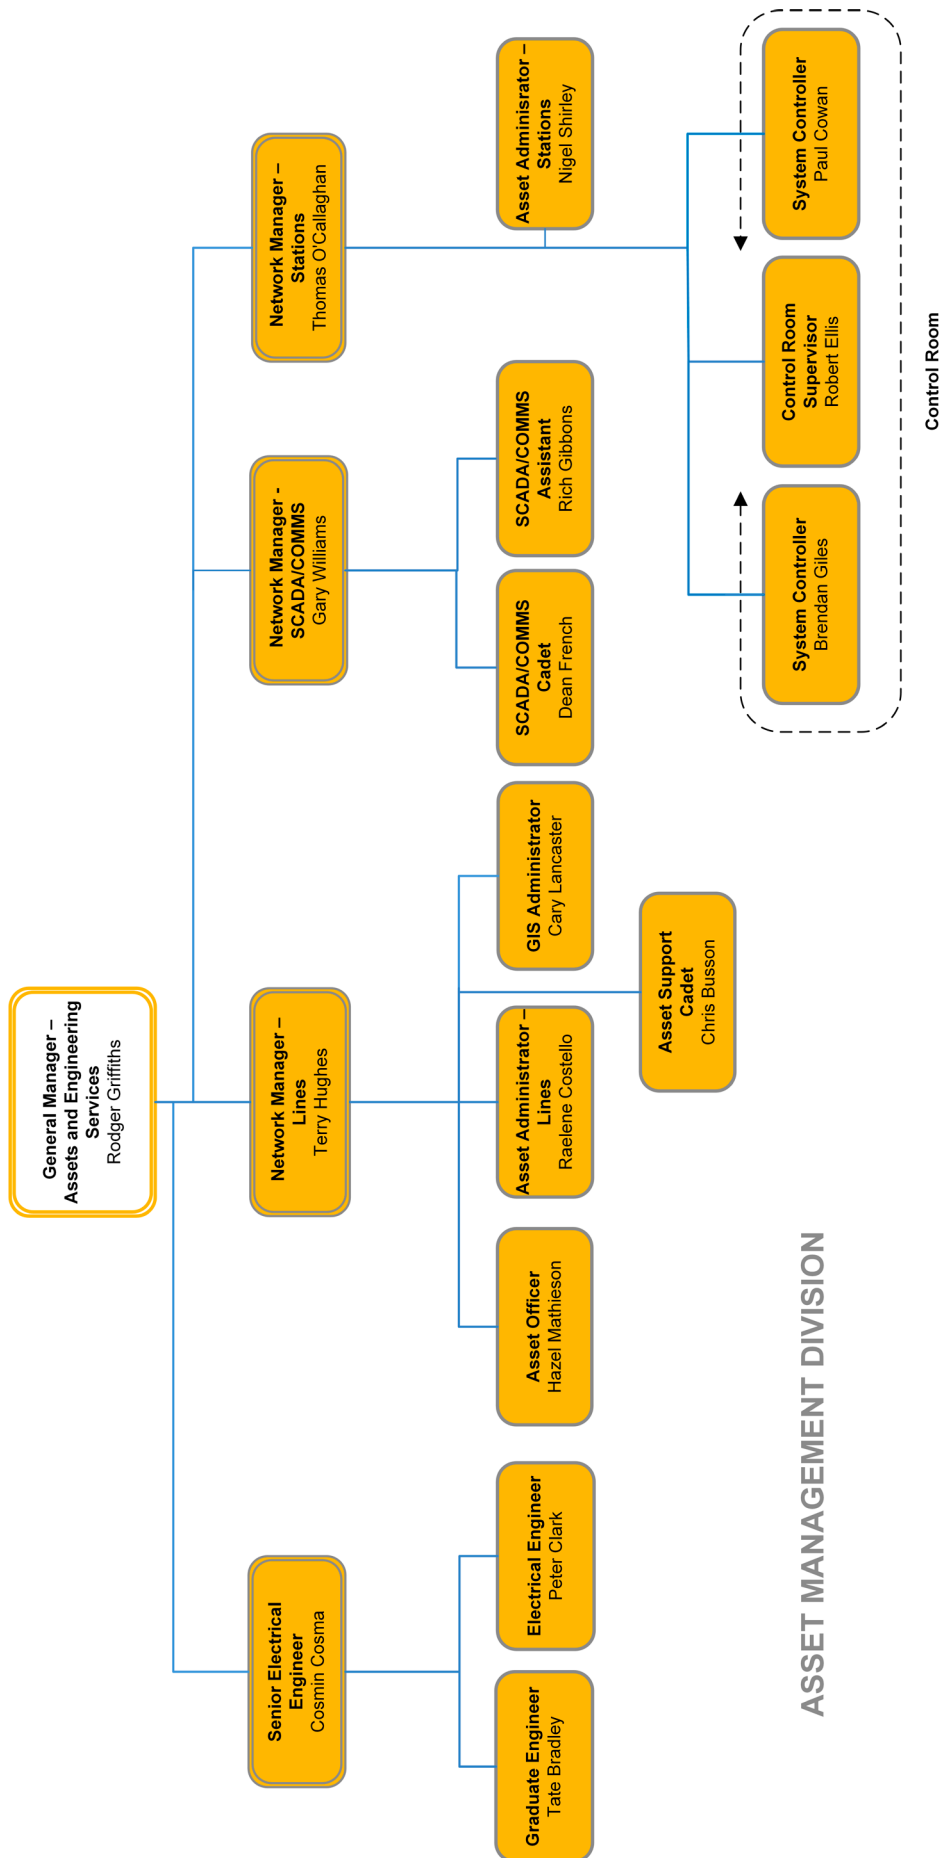 General Manager –
Assets and Engineering
Services
Rodger Griffiths
Senior Electrical
Engineer
Cosmin Cosma
Network Manager –
Lines
Terry Hughes
Network Manager -
SCADA/COMMS
Gary Williams
Network Manager –
Stations
Thomas O'Callaghan
Graduate Engineer
Tate Bradley
Electrical Engineer
Peter Clark
Asset Officer
Hazel Mathieson
Asset Administrator –
Lines
Raelene Costello
GIS Administrator
Cary Lancaster
SCADA/COMMS
Cadet
Dean French
SCADA/COMMS
Assistant
Rich Gibbons
Asset Adminisrator –
Stations
Nigel Shirley
Asset Support
Cadet
Chris Busson
System Controller
Brendan Giles
Control Room
Supervisor
Robert Ellis
System Controller
Paul Cowan
Control Room
ASSET MANAGEMENT DIVISION